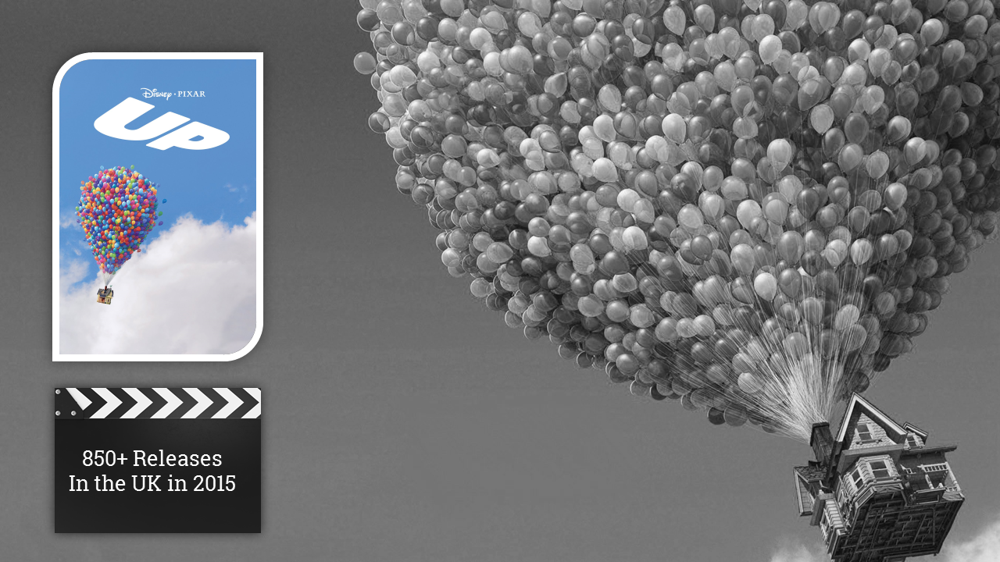 Disney · PIXAR
UP
850+ Releases
In the UK in 2015